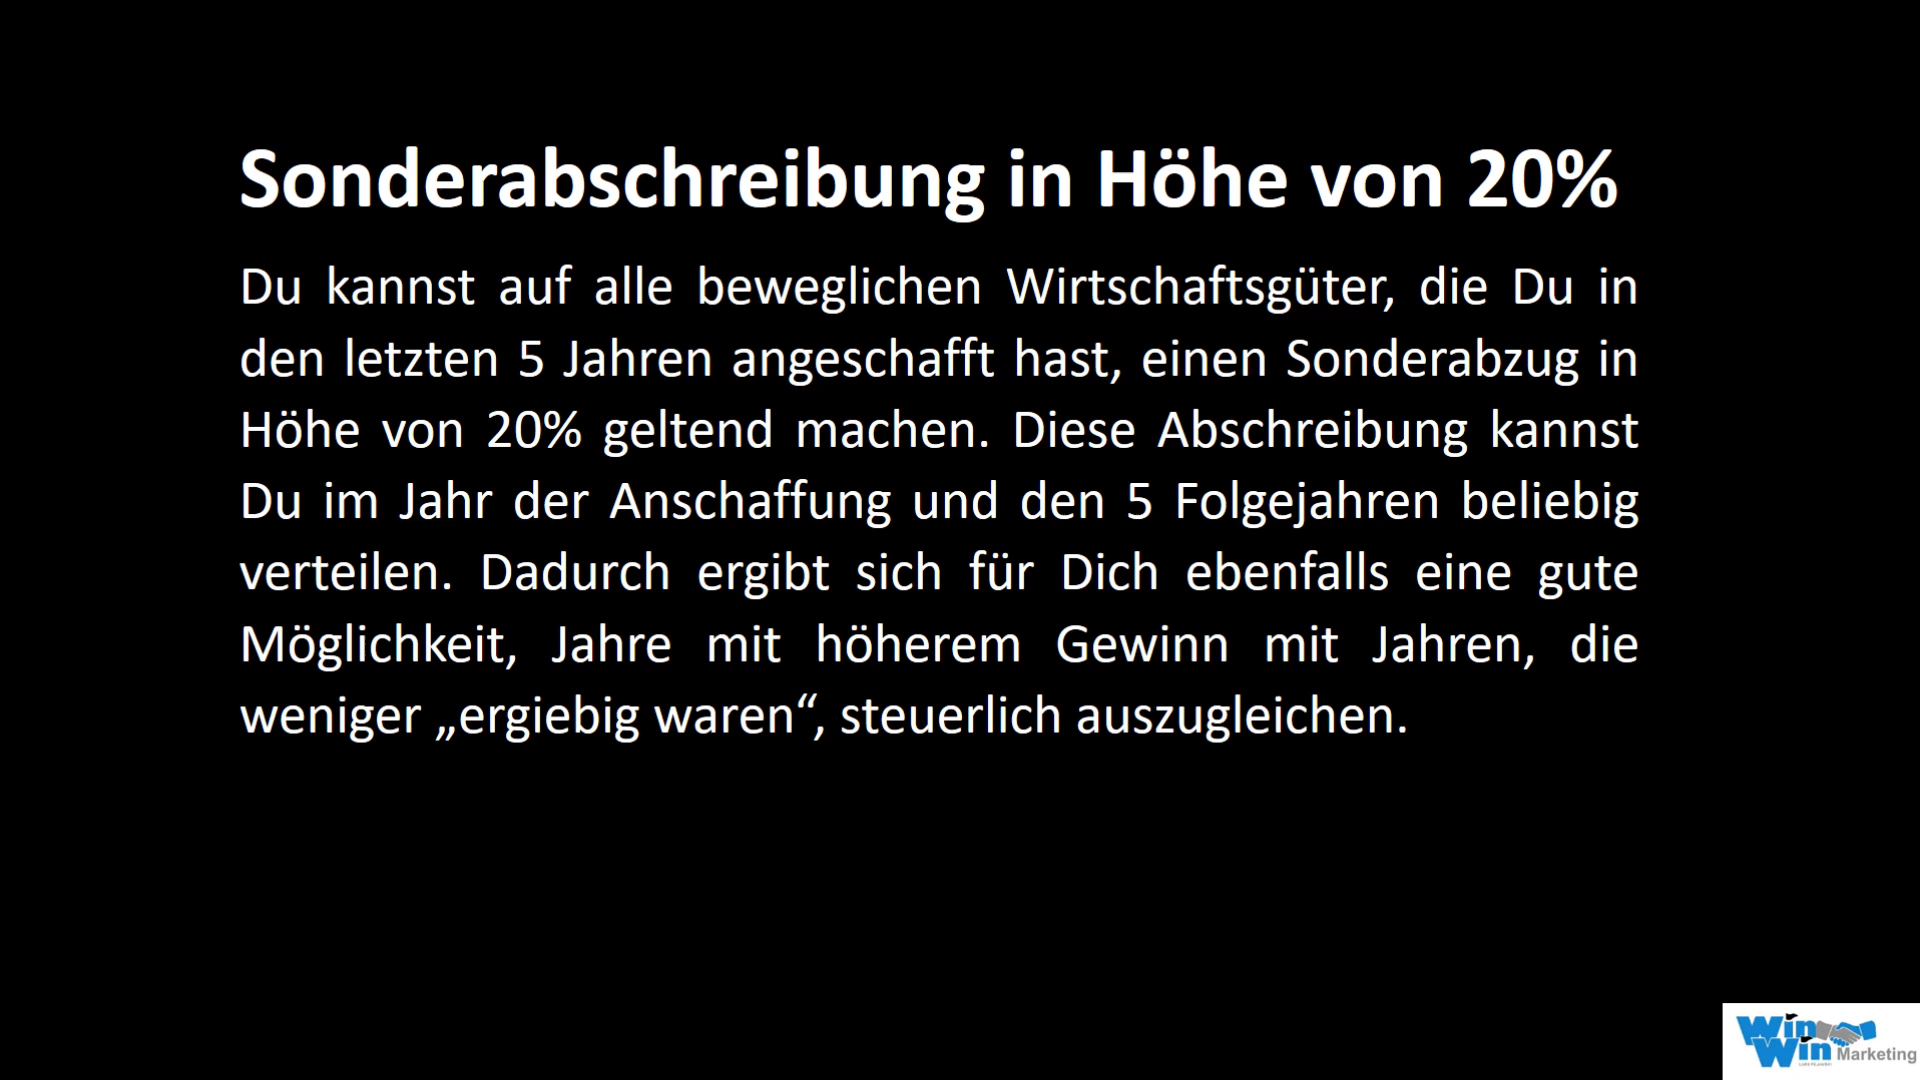 Sonderabschreibung in Höhe von 20%
Du kannst auf alle beweglichen Wirtschaftsgüter, die Du in
den letzten 5 Jahren angeschafft hast, einen Sonderabzug in
Höhe von 20% geltend machen. Diese Abschreibung kannst
Du im Jahr der Anschaffung und den 5 Folgejahren beliebig
verteilen. Dadurch ergibt sich für Dich ebenfalls eine gute
Möglichkeit, Jahre mit höherem Gewinn mit Jahren, die
weniger „ergiebig waren“, steuerlich auszugleichen.
Win
Win Marketing